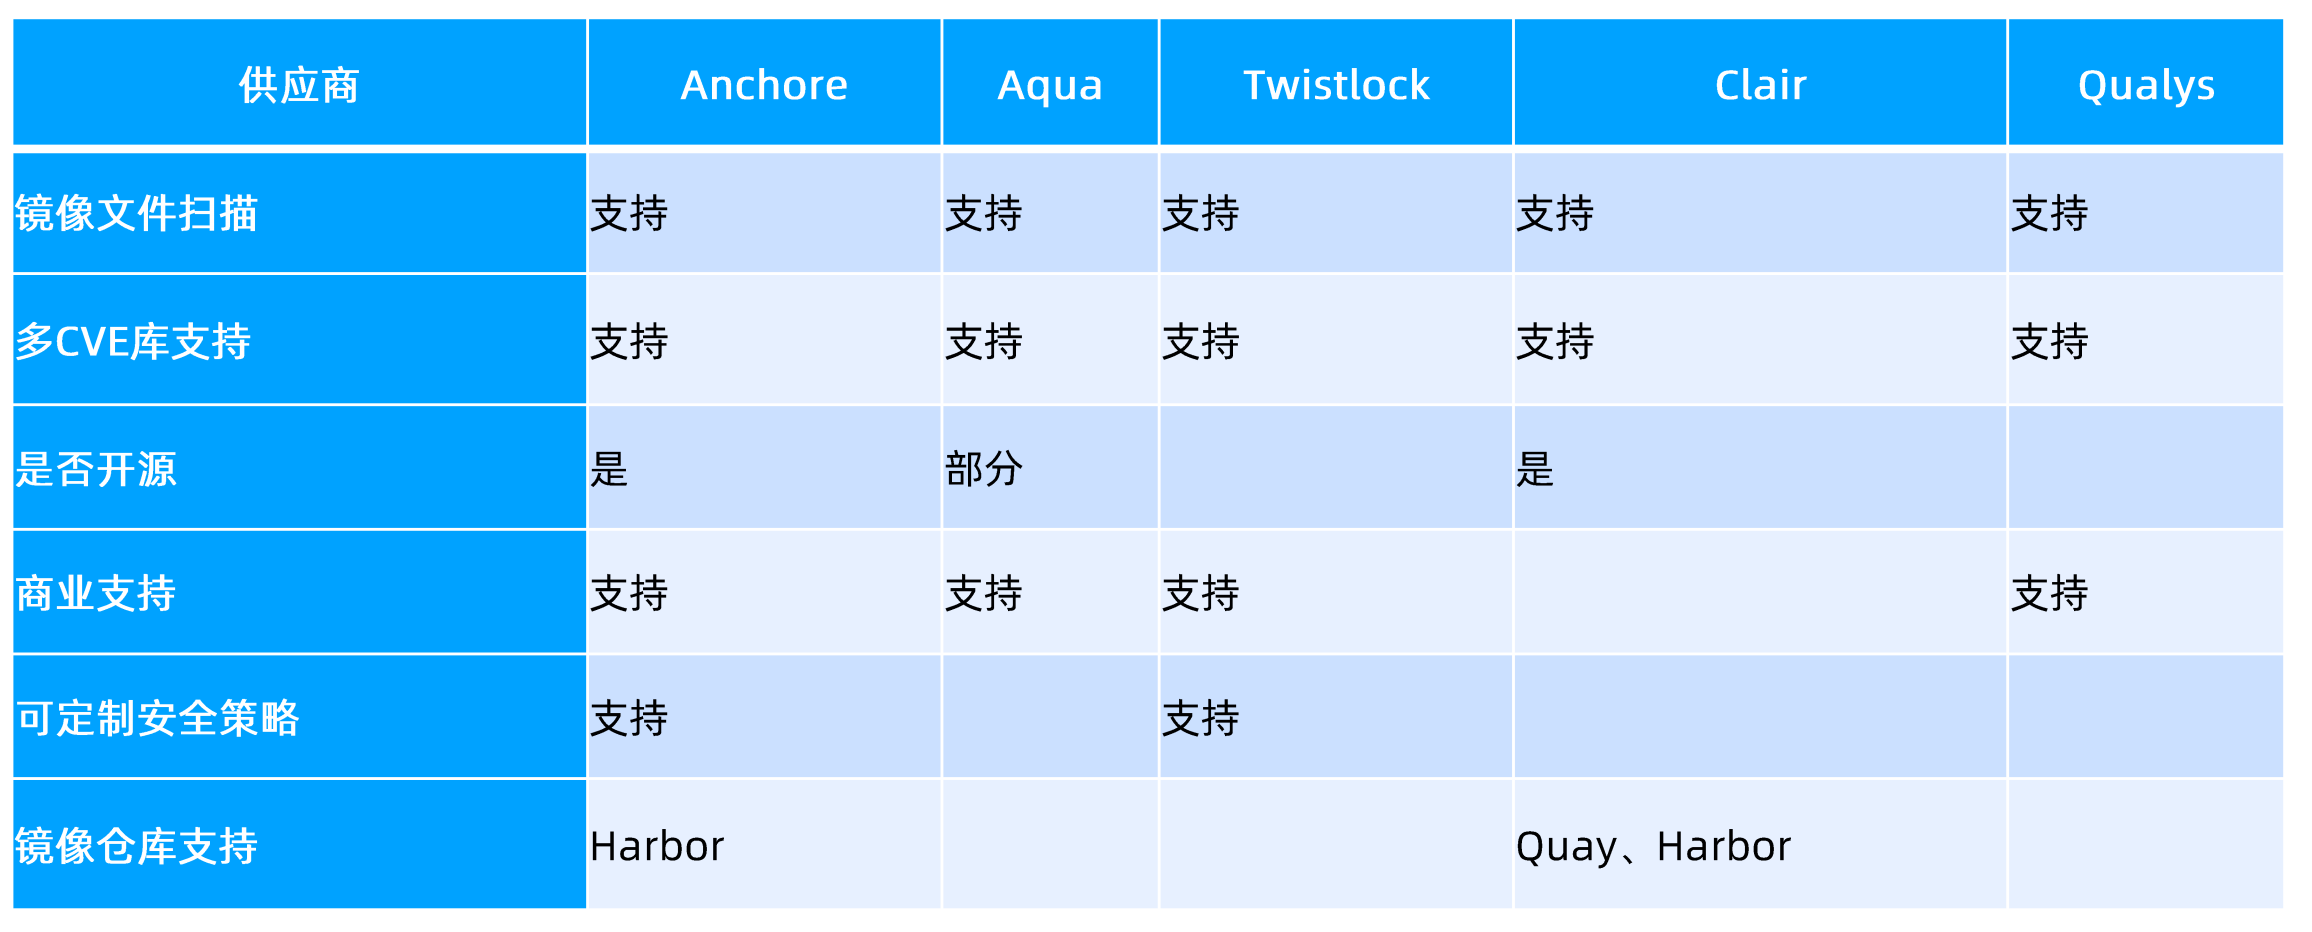 供应商 Anchore Aqua Twistlock Clair Qualys
镜像文件扫描 支持 支持 支持 支持 支持
多CVE库支持 支持 支持 支持 支持 支持
是否开源 是 部分 是
商业支持 支持 支持 支持 支持
可定制安全策略 支持 支持
镜像仓库支持 Harbor Quay、Harbor